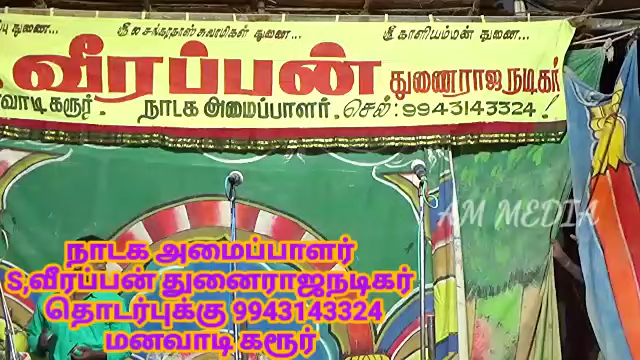 துணை... ஸ்ரீ ல சங்கரதாஸ் சுவாமிகள் துணை... ஸ்ரீ காளியம்மன் துணை...
வீரப்பன் துணைராஜநடிகர்
வாடி கரூர். நாடக அமைப்பாளர். செல்: 9943143324!
AM MEDIA
நாடக அமைப்பாளர்
S;வீரப்பன் துனைராஜநடிகர்
தொடர்புக்கு 9943143324
மனவாடி கரூர்